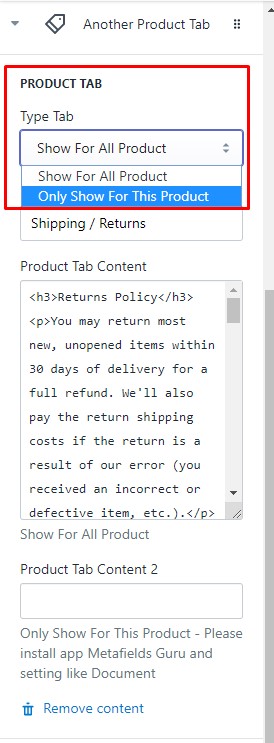 Another Product Tab
PRODUCT TAB
Type Tab
Show For All Product
Show For All Product
Only Show For This Product
Shipping / Returns
Product Tab Content
<h3>Returns Policy</h3>
<p>You may return most
new, unopened items within
30 days of delivery for a
full refund. We'll also
pay the return shipping
costs if the return is a
result of our error (you
received an incorrect or
defective item, etc.).</p>
Show For All Product
Product Tab Content 2
Only Show For This Product - Please
install app Metafields Guru and
setting like Document
Remove content